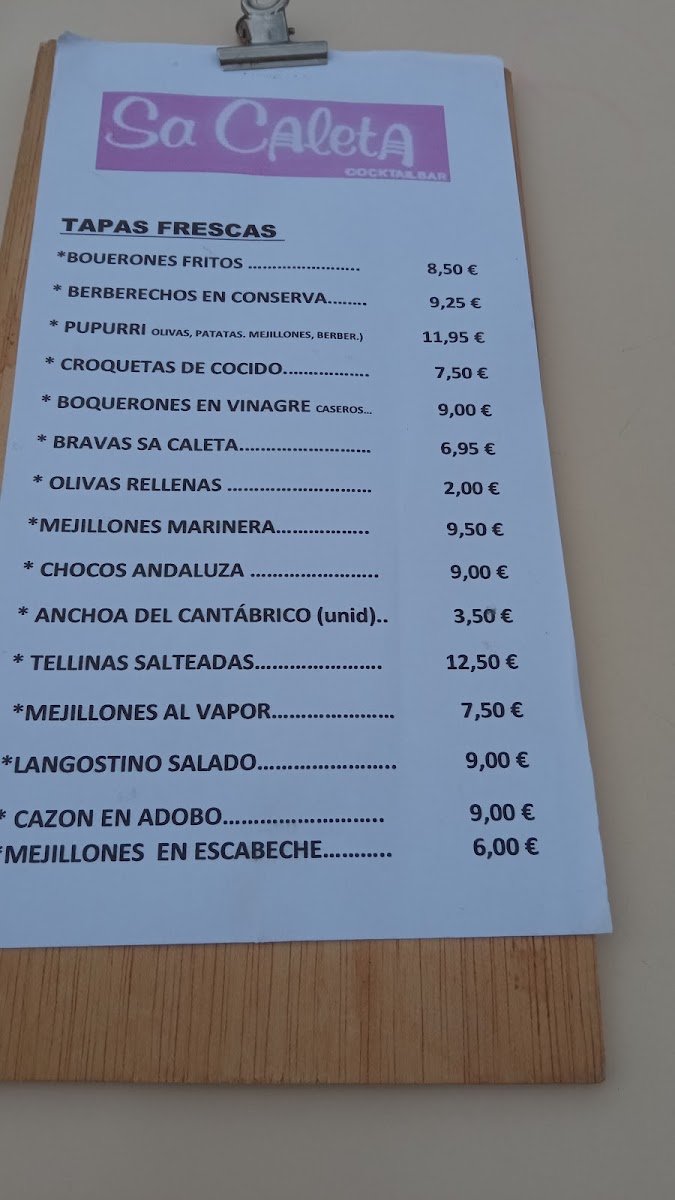 Sa CAletA
COCKTAILBAR
TAPAS FRESCAS
*BOUERONES FRITOS ....................... 8,50 €
* BERBERECHOS EN CONSERVA........ 9,25 €
* PUPURRI OLIVAS, PATATAS. MEJILLONES, BERBER.) 11,95 €
* CROQUETAS DE COCIDO.................. 7,50 €
* BOQUERONES EN VINAGRE CASEROS... 9,00 €
* BRAVAS SA CALETA........................... 6,95 €
* OLIVAS RELLENAS .............................. 2,00 €
*MEJILLONES MARINERA................... 9,50 €
* CHOCOS ANDALUZA ......................... 9,00 €
* ANCHOA DEL CANTÁBRICO (unid).. 3,50 €
* TELLINAS SALTEADAS....................... 12,50 €
*MEJILLONES AL VAPOR...................... 7,50 €
*LANGOSTINO SALADO........................ 9,00 €
* CAZON EN ADOBO........................... 9,00 €
*MEJILLONES EN ESCABECHE........... 6,00 €